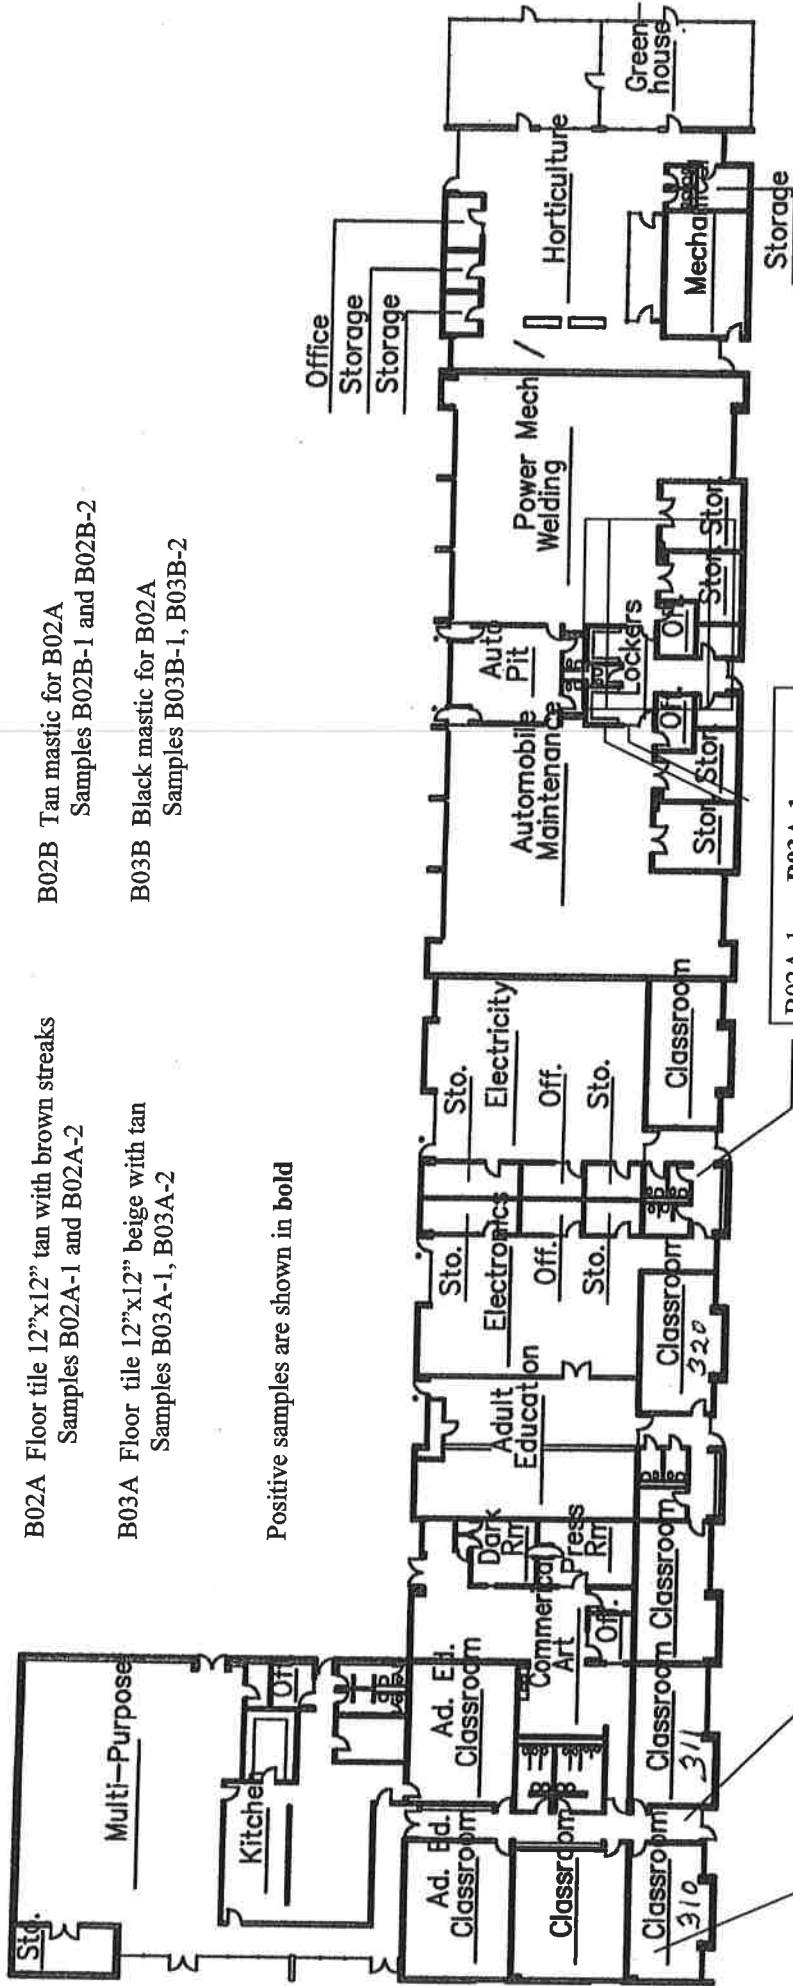 B02A Floor tile 12”x12” tan with brown streaks
Samples B02A-1 and B02A-2
B03A Floor tile 12”x12” beige with tan
Samples B03A-1, B03A-2
Positive samples are shown in bold
B02B Tan mastic for B02A
Samples B02B-1 and B02B-2
B03B Black mastic for B02A
Samples B03B-1, B03B-2
Sto.
Multi-Purpose
Kitchen
Off
Ad. Ed.
Classroom
Ad. Ed.
Classroom
Classroom
Classroom
310
Classroom
311
Classroom
Commerical
Art
Off.
Dark
Rm
Press
Rm
Adult
Education
Classroom
320
Electronics
Sto.
Off.
Sto.
Sto.
Off.
Sto.
Electricity
Classroom
Automobile
Maintenance
Stor
Stor
Off.
Auto
Pit
Lockers
Off.
Stor
Stor
Power Mech
Welding
Office
Storage
Storage
Horticulture
Mechanical
Storage
Green
house